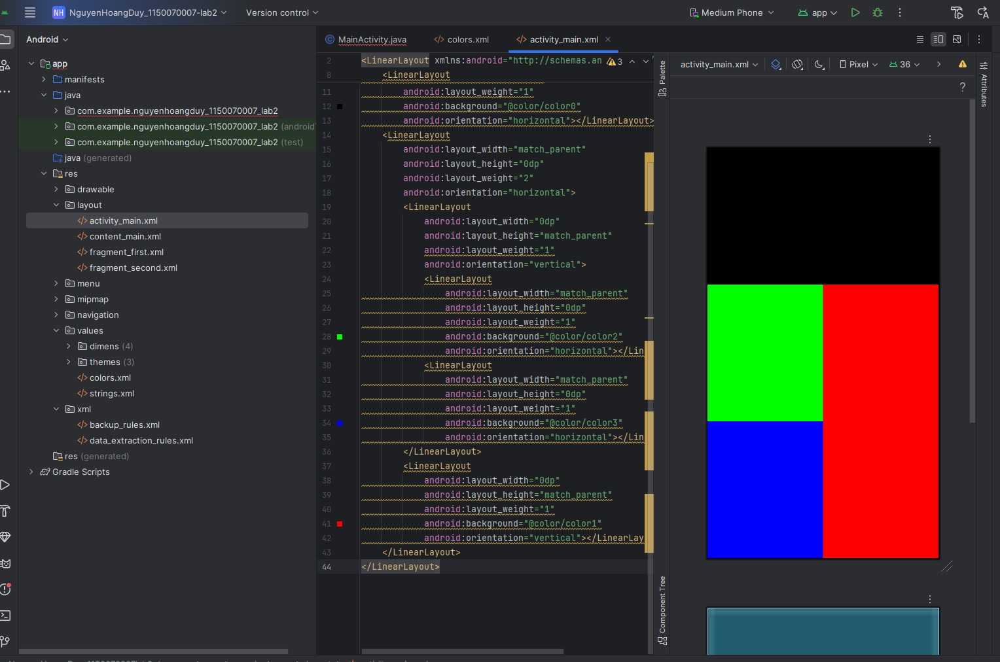 NH NguyenHoangDuy_1150070007-lab2 Version control Medium Phone app
Android
MainActivity.java colors.xml activity_main.xml
app
manifests
java
com.example.nguyenhoangduy_1150070007_lab2
com.example.nguyenhoangduy_1150070007_lab2 (android
com.example.nguyenhoangduy_1150070007_lab2 (test)
java (generated)
res
drawable
layout
activity_main.xml
content_main.xml
fragment_first.xml
fragment_second.xml
menu
mipmap
navigation
values
dimens (4)
themes (3)
colors.xml
strings.xml
xml
backup_rules.xml
data_extraction_rules.xml
res (generated)
Gradle Scripts
2 <LinearLayout xmlns:android="http://schemas.an 3
8 <LinearLayout
11 android:layout_weight="1"
12 android:background="@color/color0"
13 android:orientation="horizontal"></LinearLayout>
14 <LinearLayout
15 android:layout_width="match_parent"
16 android:layout_height="0dp"
17 android:layout_weight="2"
18 android:orientation="horizontal">
19 <LinearLayout
20 android:layout_width="0dp"
21 android:layout_height="match_parent"
22 android:layout_weight="1"
23 android:orientation="vertical">
24 <LinearLayout
25 android:layout_width="match_parent"
26 android:layout_height="0dp"
27 android:layout_weight="1"
28 android:background="@color/color2"
29 android:orientation="horizontal"></Lin
30 <LinearLayout
31 android:layout_width="match_parent"
32 android:layout_height="0dp"
33 android:layout_weight="1"
34 android:background="@color/color3"
35 android:orientation="horizontal"></Lin
36 </LinearLayout>
37 <LinearLayout
38 android:layout_width="0dp"
39 android:layout_height="match_parent"
40 android:layout_weight="1"
41 android:background="@color/color1"
42 android:orientation="vertical"></LinearLay
43 </LinearLayout>
44 </LinearLayout>
Palette
Component Tree
activity_main.xml Pixel 36
?
Attributes